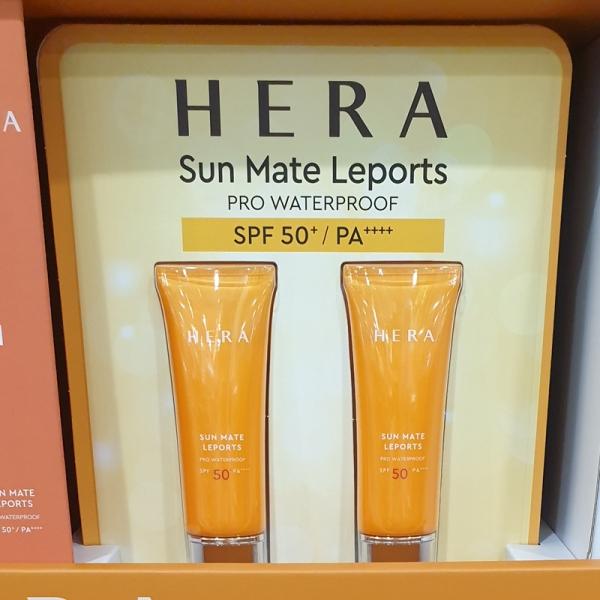 HERA
Sun Mate Leports
PRO WATERPROOF
SPF 50+ / PA++++
HERA
SUN MATE
LEPORTS
PRO WATERPROOF
SPF 50+ PA++++
HERA
SUN MATE
LEPORTS
PRO WATERPROOF
SPF 50+ PA++++
A
N MATE
PORTS
WATERPROOF
50+ / PA++++